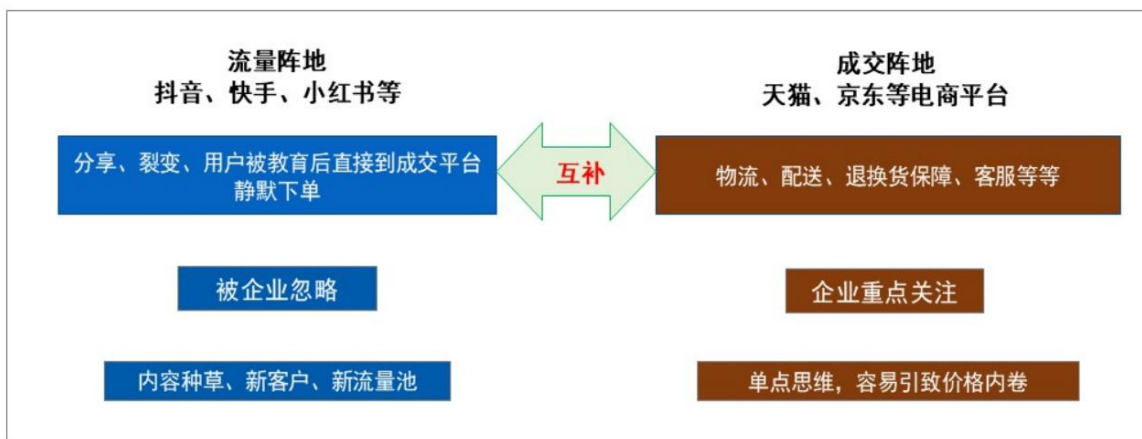 流量阵地
抖音、快手、小红书等
成交阵地
天猫、京东等电商平台
分享、裂变、用户被教育后直接到成交平台
静默下单
互补
物流、配送、退换货保障、客服等等
被企业忽略
企业重点关注
内容种草、新客户、新流量池
单点思维，容易引致价格内卷